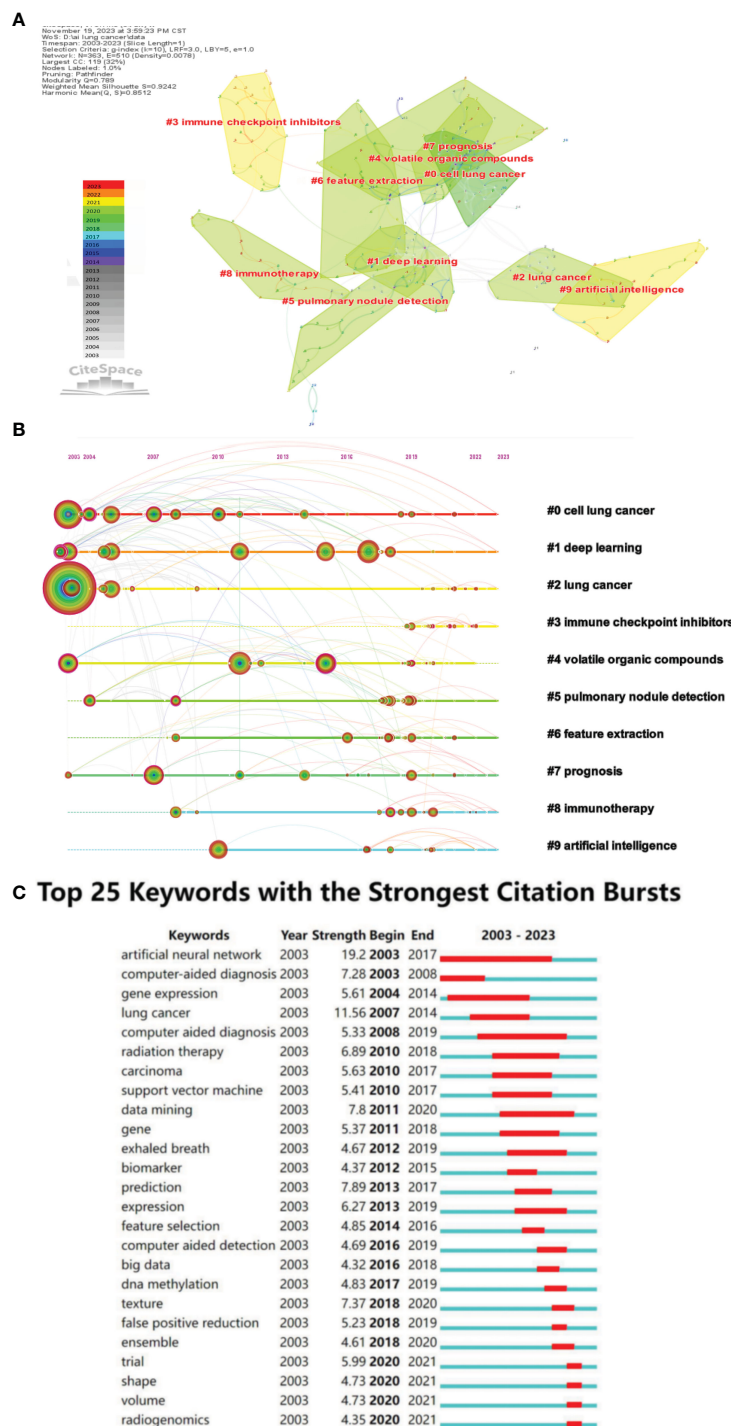 A
November 19, 2023 at 3:59:23 PM CST
WoS: D:\ai lung cancer\data
Timespan: 2003-2023 (Slice Length=1)
Selection Criteria: g-index (k=10), LRF=3.0, LBY=5, e=1.0
Network: N=363, E=510 (Density=0.0078)
Largest CC: 119 (32%)
Nodes Labeled: 1.0%
Pruning: Pathfinder
Modularity Q=0.789
Weighted Mean Silhouette S=0.9242
Harmonic Mean(Q, S)=0.8512
#3 immune checkpoint inhibitors
#7 prognosis
#4 volatile organic compounds
#0 cell lung cancer
#6 feature extraction
#1 deep learning
#8 immunotherapy
#2 lung cancer
#9 artificial intelligence
#5 pulmonary nodule detection
2023
2022
2021
2020
2019
2018
2017
2016
2015
2014
2013
2012
2011
2010
2009
2008
2007
2006
2005
2004
2003
CiteSpace
B
2003 2004 2007 2010 2013 2016 2019 2022 2023
#0 cell lung cancer
#1 deep learning
#2 lung cancer
#3 immune checkpoint inhibitors
#4 volatile organic compounds
#5 pulmonary nodule detection
#6 feature extraction
#7 prognosis
#8 immunotherapy
#9 artificial intelligence
C Top 25 Keywords with the Strongest Citation Bursts
Keywords Year Strength Begin End 2003 - 2023
artificial neural network 2003 19.2 2003 2017
computer-aided diagnosis 2003 7.28 2003 2008
gene expression 2003 5.61 2004 2014
lung cancer 2003 11.56 2007 2014
computer aided diagnosis 2003 5.33 2008 2019
radiation therapy 2003 6.89 2010 2018
carcinoma 2003 5.63 2010 2017
support vector machine 2003 5.41 2010 2017
data mining 2003 7.8 2011 2020
gene 2003 5.37 2011 2018
exhaled breath 2003 4.67 2012 2019
biomarker 2003 4.37 2012 2015
prediction 2003 7.89 2013 2017
expression 2003 6.27 2013 2019
feature selection 2003 4.85 2014 2016
computer aided detection 2003 4.69 2016 2019
big data 2003 4.32 2016 2018
dna methylation 2003 4.83 2017 2019
texture 2003 7.37 2018 2020
false positive reduction 2003 5.23 2018 2019
ensemble 2003 4.61 2018 2020
trial 2003 5.99 2020 2021
shape 2003 4.73 2020 2021
volume 2003 4.73 2020 2021
radiogenomics 2003 4.35 2020 2021